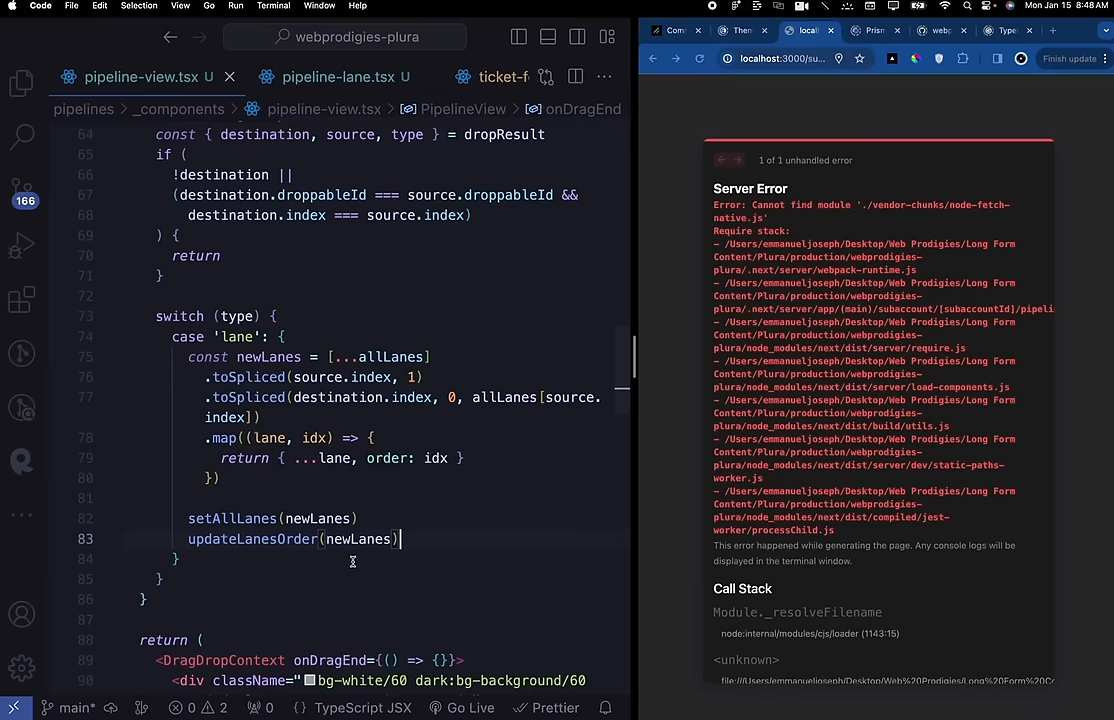 Code File Edit Selection View Go Run Terminal Window Help Mon Jan 15 8:48 AM
webprodigies-plura
pipeline-view.tsx U pipeline-lane.tsx U ticket-f
pipelines > _components > pipeline-view.tsx > PipelineView > onDragEnd
64 const { destination, source, type } = dropResult
65 if (
66 !destination ||
67 (destination.droppableId === source.droppableId &&
68 destination.index === source.index)
69 ) {
70 return
71 }
72
73 switch (type) {
74 case 'lane': {
75 const newLanes = [...allLanes]
76 .toSpliced(source.index, 1)
77 .toSpliced(destination.index, 0, allLanes[source.
index])
78 .map((lane, idx) => {
79 return { ...lane, order: idx }
80 })
81
82 setAllLanes(newLanes)
83 updateLanesOrder(newLanes)
84 }
85 }
86 }
87
88 return (
89 <DragDropContext onDragEnd={() => {}}>
90 <div className="bg-white/60 dark:bg-background/60
166
main* 0 2 0 {} TypeScript JSX Go Live Prettier
Com Them locall Prism webp Type
localhost:3000/su... Finish update
1 of 1 unhandled error
Server Error
Error: Cannot find module './vendor-chunks/node-fetch-
native.js'
Require stack:
- /Users/emmanueljoseph/Desktop/Web Prodigies/Long Form
Content/Plura/production/webprodigies-
plura/.next/server/webpack-runtime.js
- /Users/emmanueljoseph/Desktop/Web Prodigies/Long Form
Content/Plura/production/webprodigies-
plura/.next/server/app/(main)/subaccount/[subaccountId]/pipeli
- /Users/emmanueljoseph/Desktop/Web Prodigies/Long Form
Content/Plura/production/webprodigies-
plura/node_modules/next/dist/server/require.js
- /Users/emmanueljoseph/Desktop/Web Prodigies/Long Form
Content/Plura/production/webprodigies-
plura/node_modules/next/dist/server/load-components.js
- /Users/emmanueljoseph/Desktop/Web Prodigies/Long Form
Content/Plura/production/webprodigies-
plura/node_modules/next/dist/build/utils.js
- /Users/emmanueljoseph/Desktop/Web Prodigies/Long Form
Content/Plura/production/webprodigies-
plura/node_modules/next/dist/server/dev/static-paths-
worker.js
- /Users/emmanueljoseph/Desktop/Web Prodigies/Long Form
Content/Plura/production/webprodigies-
plura/node_modules/next/dist/compiled/jest-
worker/processChild.js
This error happened while generating the page. Any console logs will be
displayed in the terminal window.
Call Stack
Module._resolveFilename
node:internal/modules/cjs/loader (1143:15)
<unknown>
file:///Users/emmanueljoseph/Desktop/Web%20Prodigies/Long%20Form%20Co